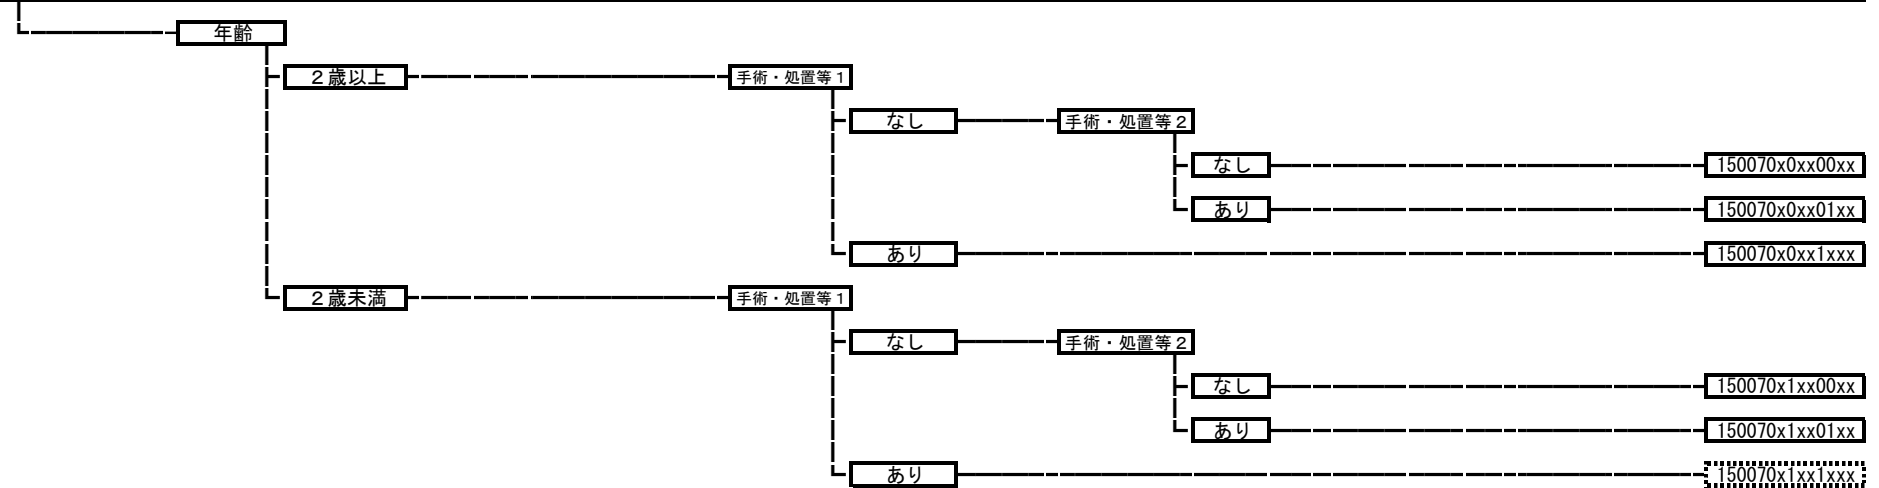 年齢
２歳以上 手術・処置等１
なし 手術・処置等２
なし 150070x0xx00xx
あり 150070x0xx01xx
あり 150070x0xx1xxx
２歳未満 手術・処置等１
なし 手術・処置等２
なし 150070x1xx00xx
あり 150070x1xx01xx
あり 150070x1xx1xxx